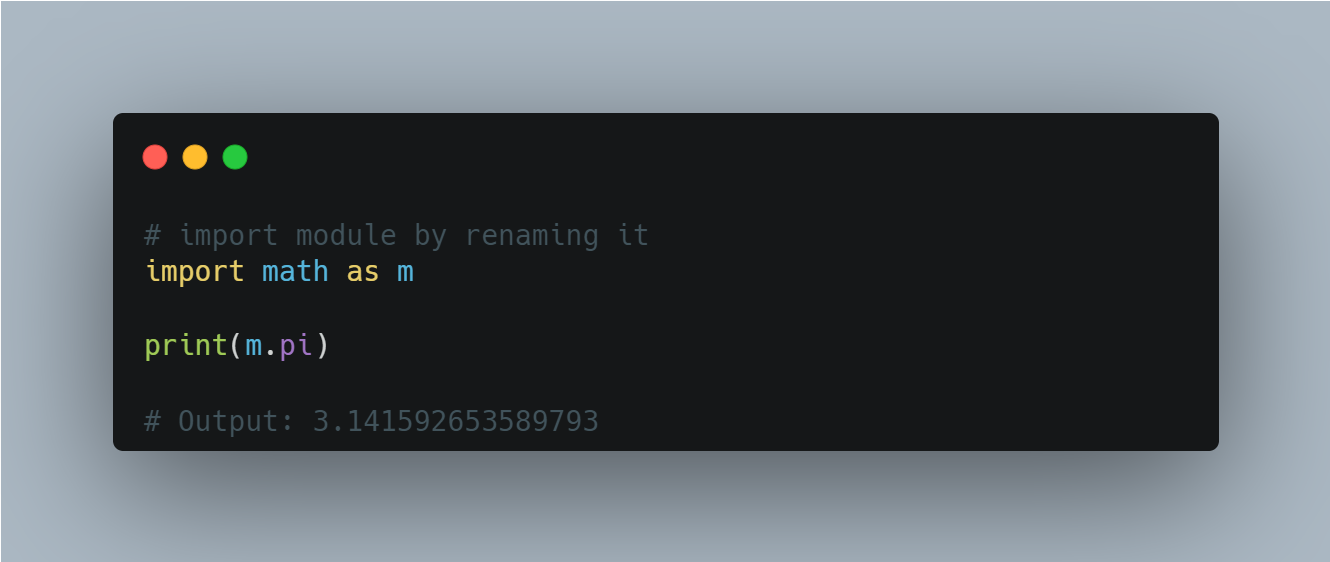 # import module by renaming it
import math as m
print(m.pi)
# Output: 3.141592653589793